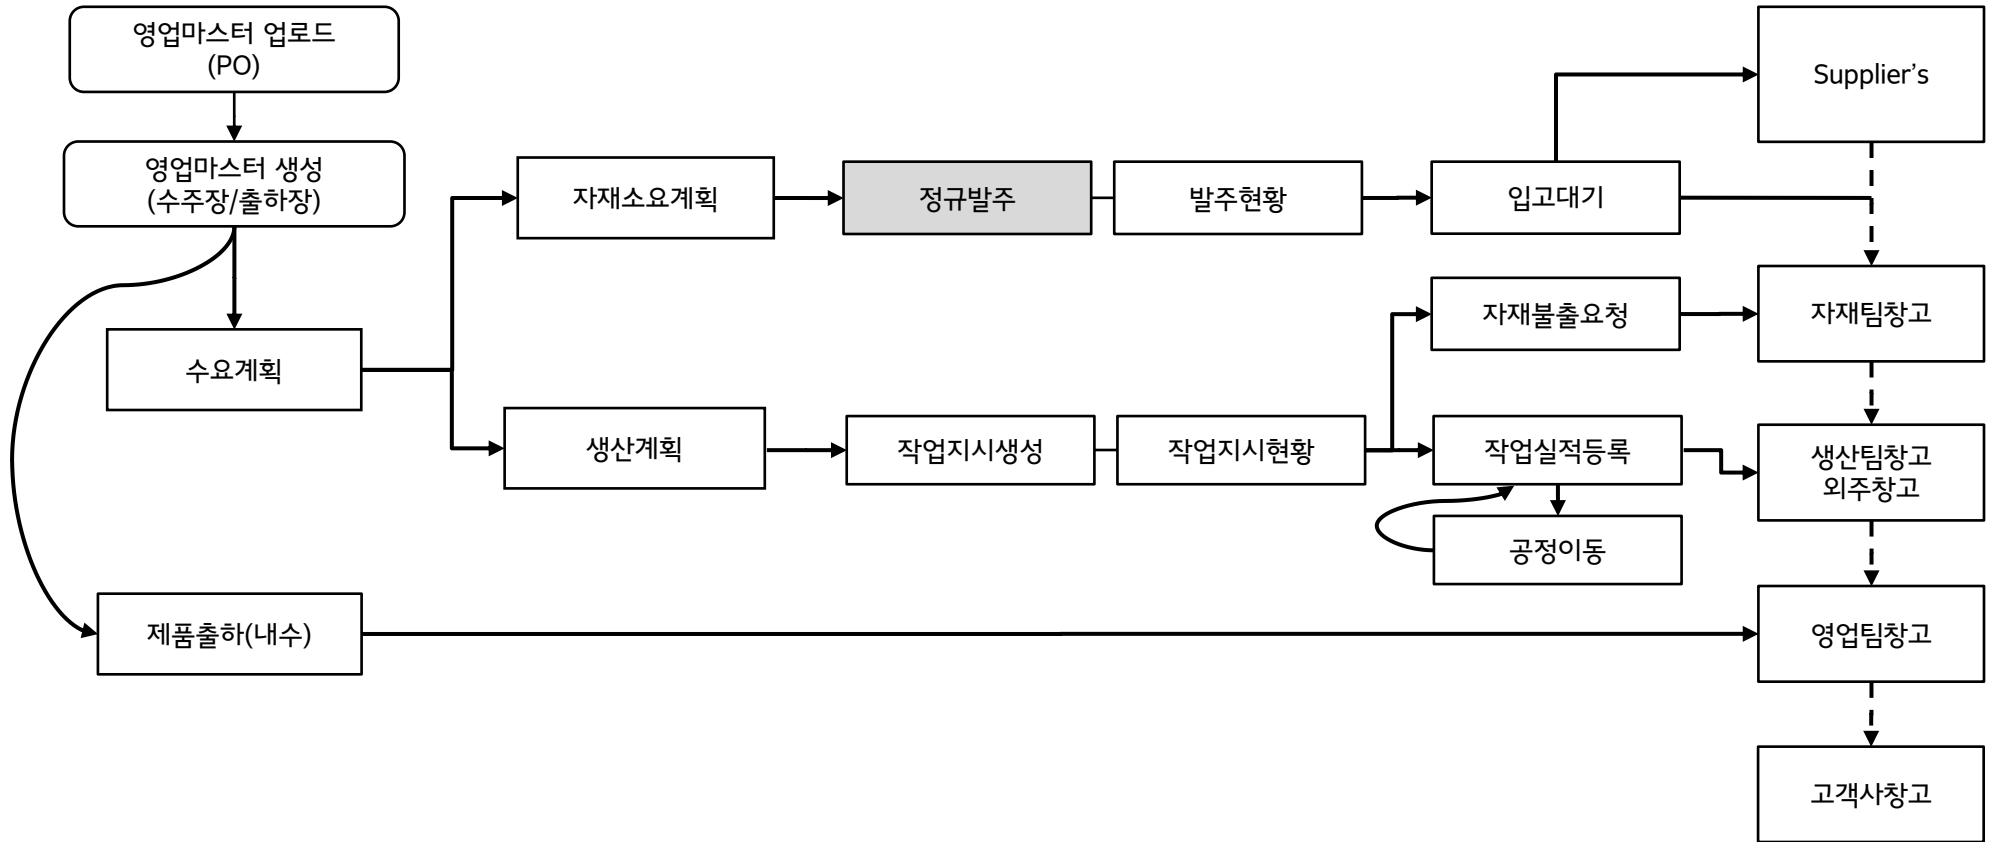 영업마스터 업로드
(PO)
Supplier's
영업마스터 생성
(수주장/출하장)
자재소요계획
정규발주
발주현황
입고대기
자재불출요청
자재팀창고
수요계획
생산계획
작업지시생성
작업지시현황
작업실적등록
생산팀창고
외주창고
공정이동
제품출하(내수)
영업팀창고
고객사창고